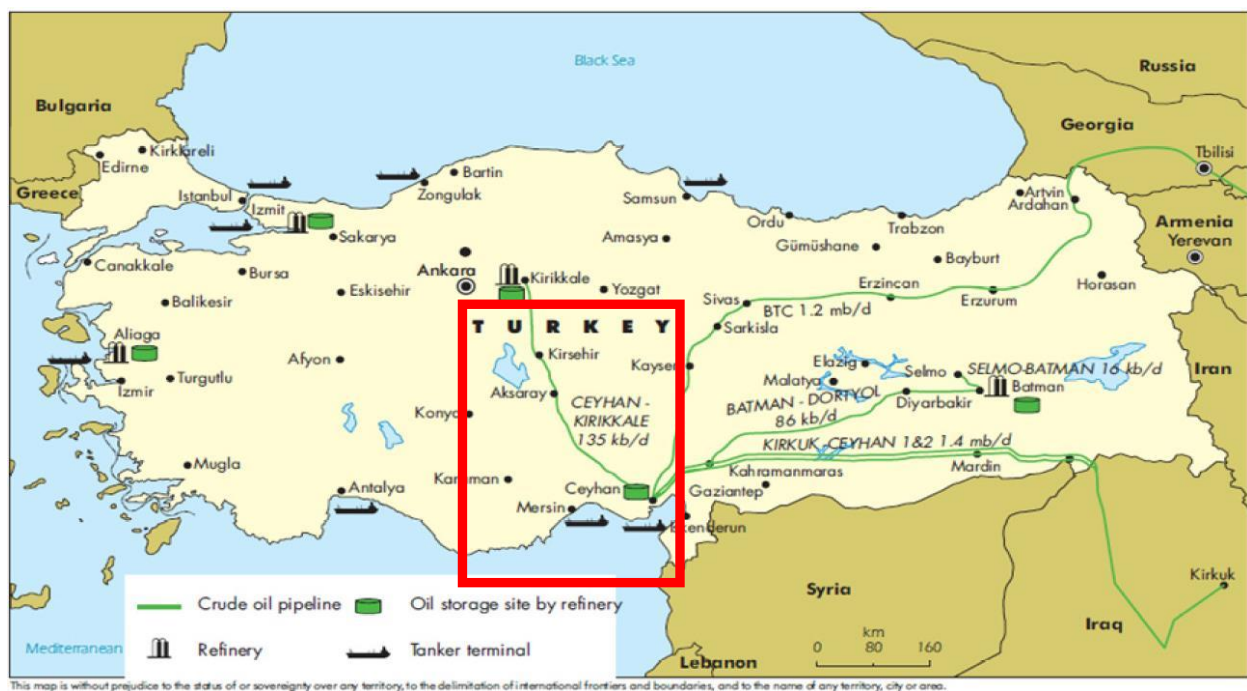 Black Sea
Russia
Bulgaria
Georgia
Tbilisi
Kirklareli
Edirne
Bartin
Greece
Istanbul
Zongulak
Samsun
Artvin
Ardahan
Izmit
Ordu
Trabzon
Armenia
Yerevan
Sakarya
Amasya
Gümüshane
Bayburt
Canakkale
Bursa
Ankara
Kirikkale
Horasan
Balikesir
Eskisehir
Yozgat
Sivas
Erzincan
Erzurum
BTC 1.2 mb/d
TURKEY
Sarkisla
Aliaga
Afyon
Kirsehir
Kayser
Elazig
Selmo
SELMO-BATMAN 16 kb/d
Iran
Izmir
Turgutlu
Aksaray
Malatya
Batman
Diyarbakir
Konya
CEYHAN -
KIRIKKALE
135 kb/d
BATMAN - DORTYOL
86 kb/d
KIRKUK CEYHAN 1&2 1.4 mb/d
Mugla
Karaman
Kahramanmaras
Mardin
Antalya
Ceyhan
Gaziantep
Mersin
Kirkuk
Syria
Crude oil pipeline
Oil storage site by refinery
Iraq
Mediterranean
Refinery
Tanker terminal
km
0 80 160
Lebanon
This map is without prejudice to the status of or sovereignty over any territory, to the delimitation of international frontiers and boundaries, and to the name of any territory, city or area.